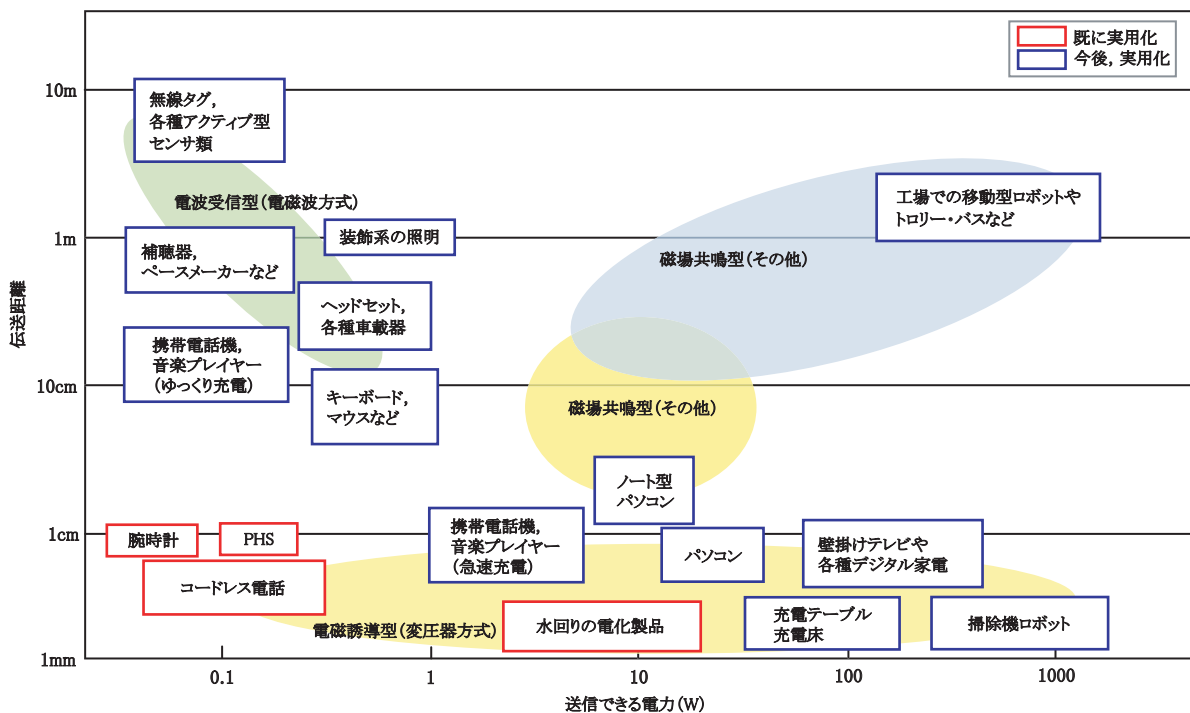 既に実用化
今後，実用化
10m
1m
10cm
1cm
1mm
伝送距離
無線タグ，
各種アクティブ型
センサ類
電波受信型（電磁波方式）
補聴器，
ペースメーカーなど
装飾系の照明
ヘッドセット，
各種車載器
携帯電話機，
音楽プレイヤー
（ゆっくり充電）
キーボード，
マウスなど
工場での移動型ロボットや
トロリー・バスなど
磁場共鳴型（その他）
磁場共鳴型（その他）
ノート型
パソコン
腕時計
PHS
コードレス電話
携帯電話機，
音楽プレイヤー
（急速充電）
パソコン
壁掛けテレビや
各種デジタル家電
電磁誘導型（変圧器方式）
水回りの電化製品
充電テーブル
充電床
掃除機ロボット
0.1
1
10
100
1000
送信できる電力（W）